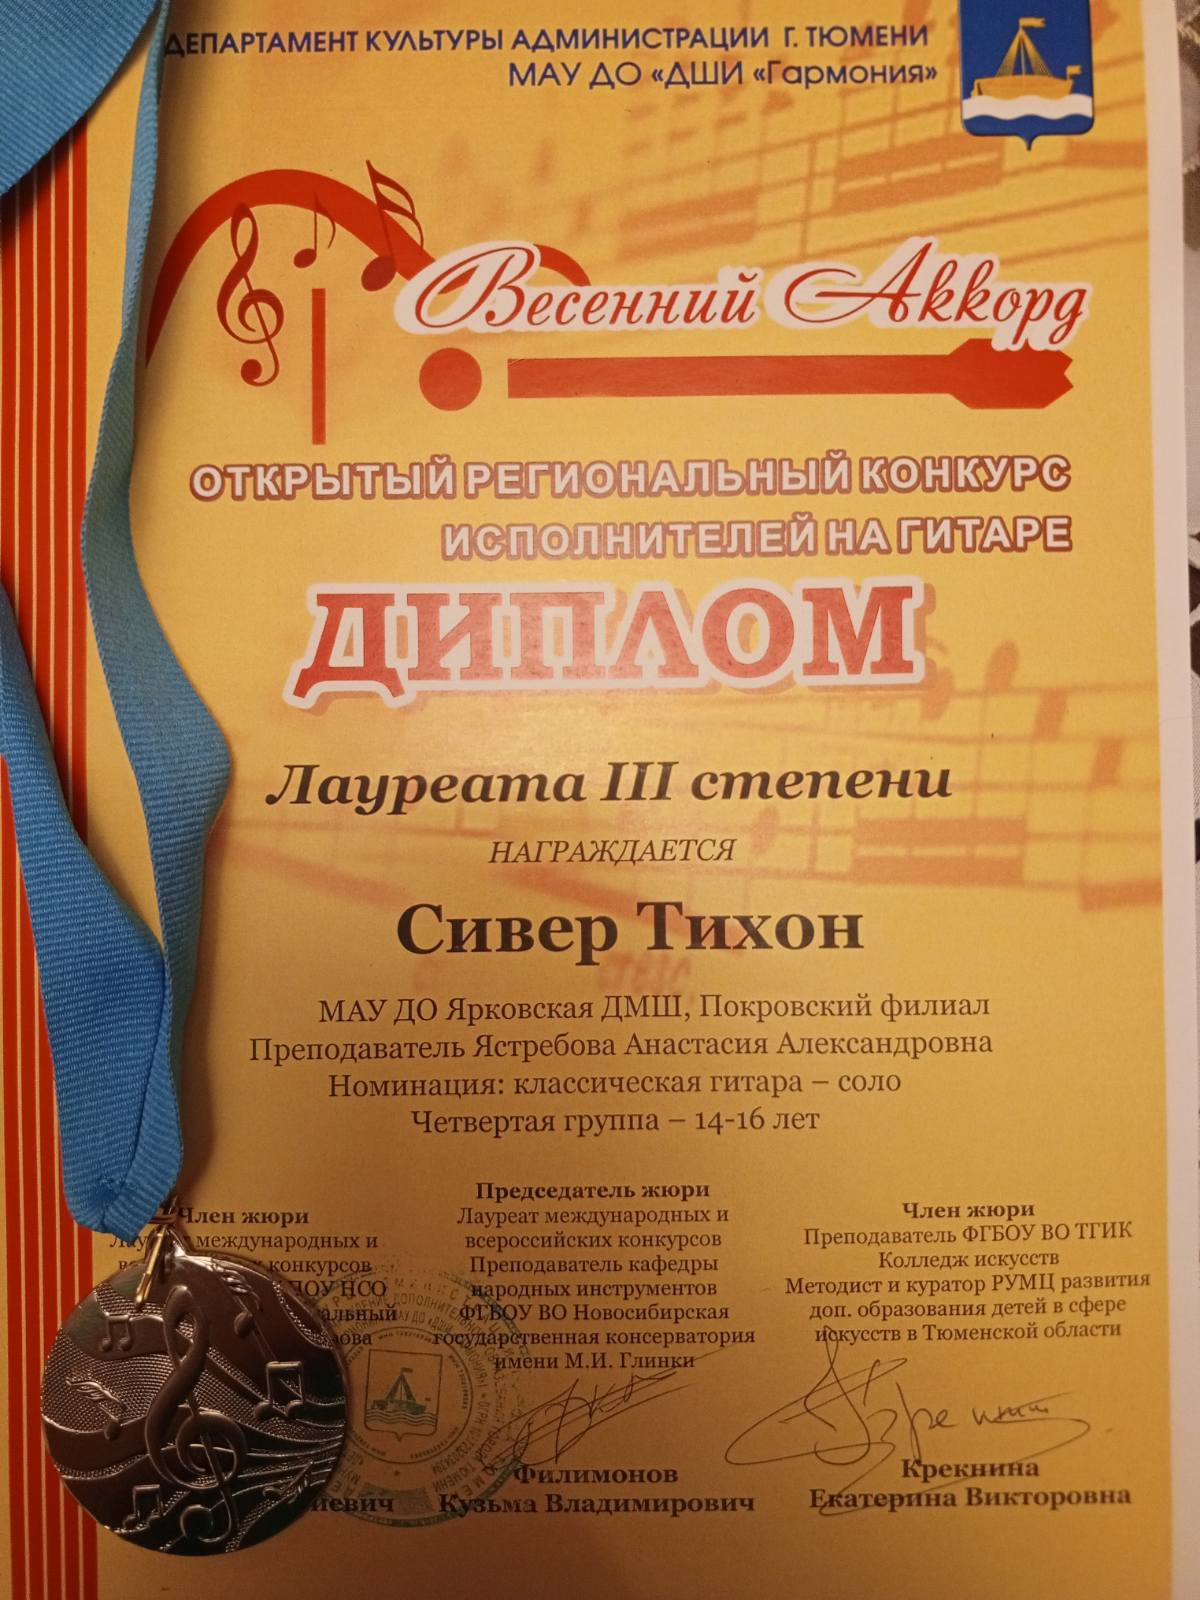 ДЕПАРТАМЕНТ КУЛЬТУРЫ АДМИНИСТРАЦИИ Г. ТЮМЕНИ
МАУ ДО «ДШИ «Гармония»
Весенний Аккорд
ОТКРЫТЫЙ РЕГИОНАЛЬНЫЙ КОНКУРС
ИСПОЛНИТЕЛЕЙ НА ГИТАРЕ
ДИПЛОМ
Лауреата III степени
НАГРАЖДАЕТСЯ
Сивер Тихон
МАУ ДО Ярковская ДМШ, Покровский филиал
Преподаватель Ястребова Анастасия Александровна
Номинация: классическая гитара – соло
Четвертая группа – 14-16 лет
Член жюри
международных и
конкурсов
НСО
Председатель жюри
Лауреат международных и
всероссийских конкурсов
Преподаватель кафедры
народных инструментов
ФГБОУ ВО Новосибирская
государственная консерватория
имени М.И. Глинки
Филимонов
Кузьма Владимирович
Член жюри
Преподаватель ФГБОУ ВО ТГИК
Колледж искусств
Методист и куратор РУМЦ развития
доп. образования детей в сфере
искусств в Тюменской области
Крекнина
Екатерина Викторовна